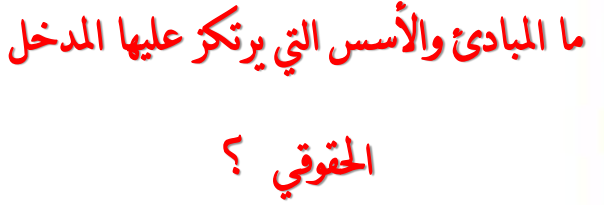 ما المبادئ والأسس التي يرتكز عليها المدخل
الحقوقي ؟